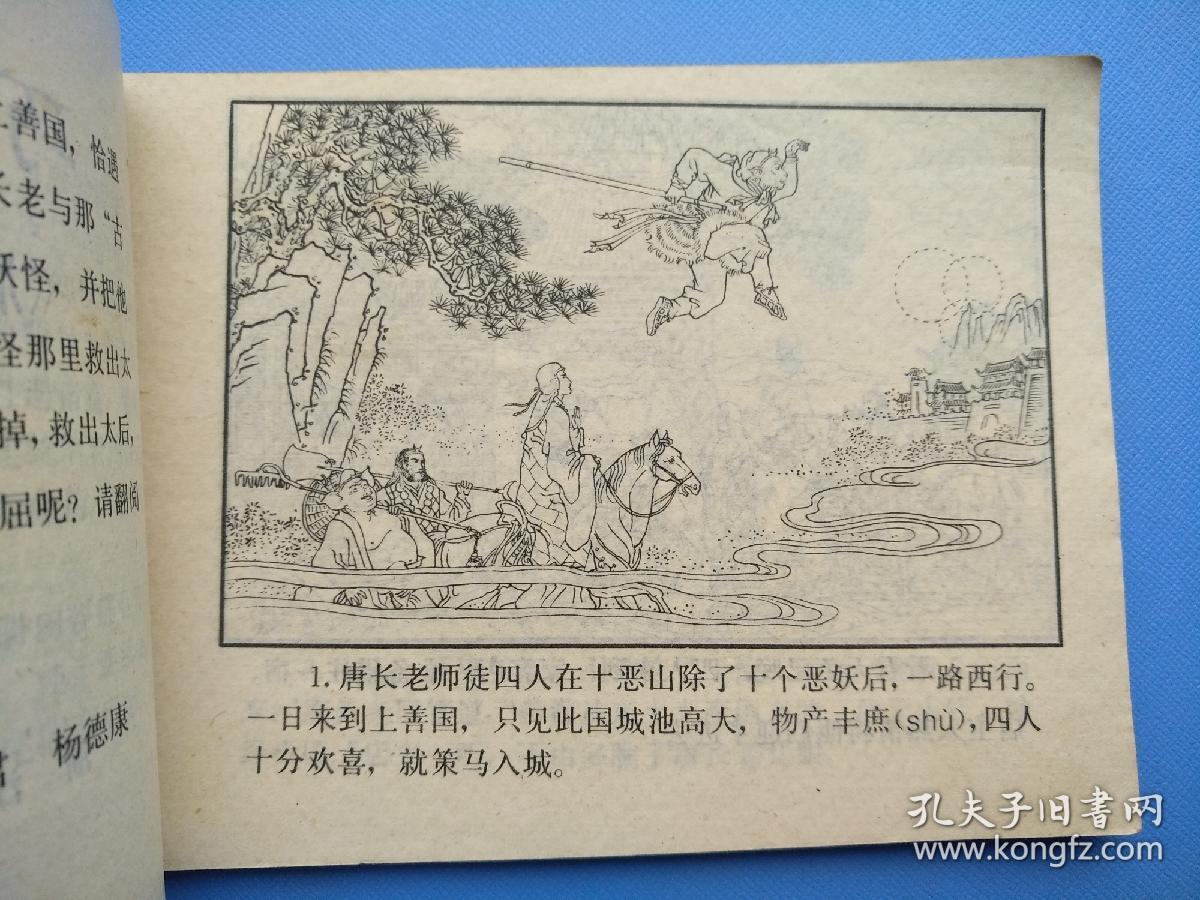 上善国，恰遇
长老与那“古
妖怪，并把他
怪那里救出太
掉，救出太后，
屈呢？请翻阅
杨德康
1.唐长老师徒四人在十恶山除了十个恶妖后，一路西行。
一日来到上善国，只见此国城池高大，物产丰庶(shù)，四人
十分欢喜，就策马入城。
孔夫子旧书网
www.kongfz.com